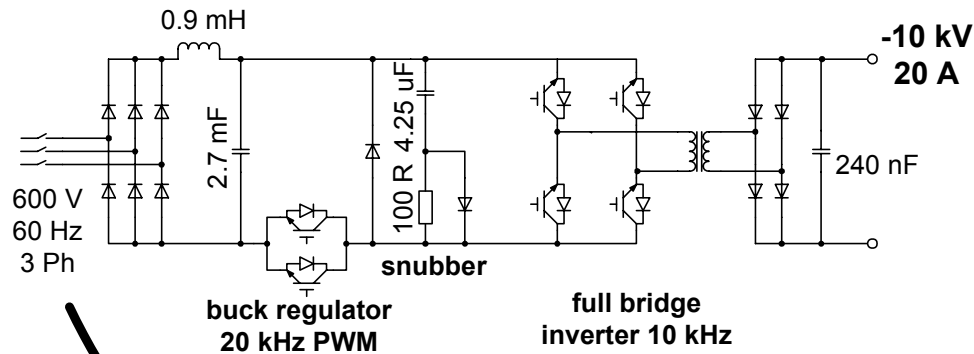 0.9 mH
-10 kV
20 A
2.7 mF
100 R 4.25 uF
240 nF
600 V
60 Hz
3 Ph
snubber
buck regulator
20 kHz PWM
full bridge
inverter 10 kHz